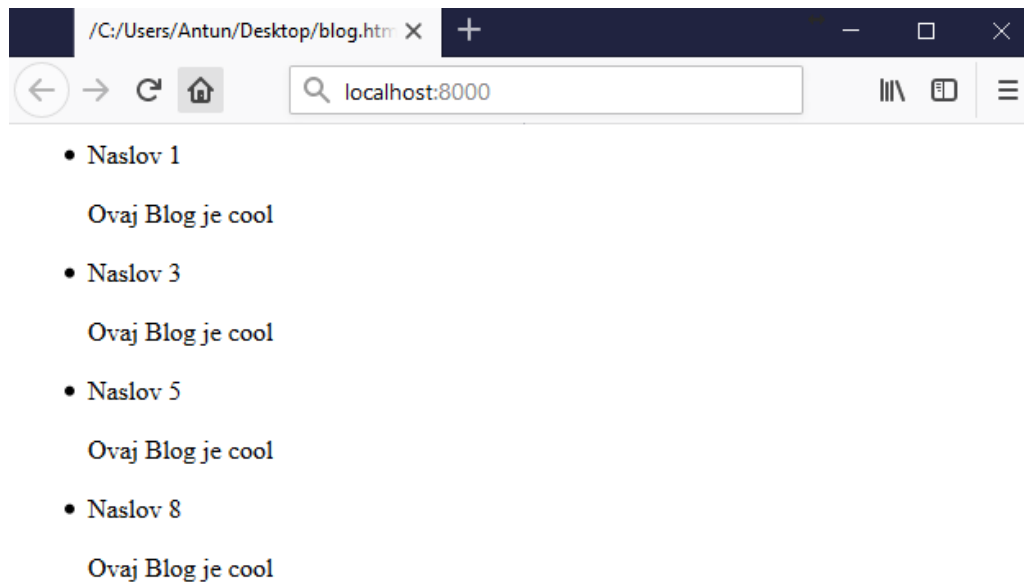 /C:/Users/Antun/Desktop/blog.htm
localhost:8000
Naslov 1
Ovaj Blog je cool
Naslov 3
Ovaj Blog je cool
Naslov 5
Ovaj Blog je cool
Naslov 8
Ovaj Blog je cool